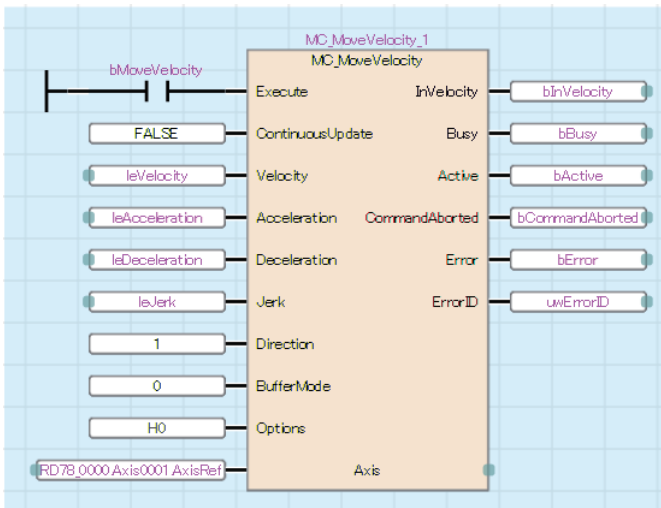 MC_MoveVelocity_1
MC_MoveVelocity
bMoveVelocity
Execute InVelocity bInVelocity
FALSE ContinuousUpdate Busy bBusy
leVelocity Velocity Active bActive
leAcceleration Acceleration CommandAborted bCommandAborted
leDeceleration Deceleration Error bError
leJerk Jerk ErrorID uwErrorID
1 Direction
0 BufferMode
H0 Options
RD78_0000.Axis0001.AxisRef Axis